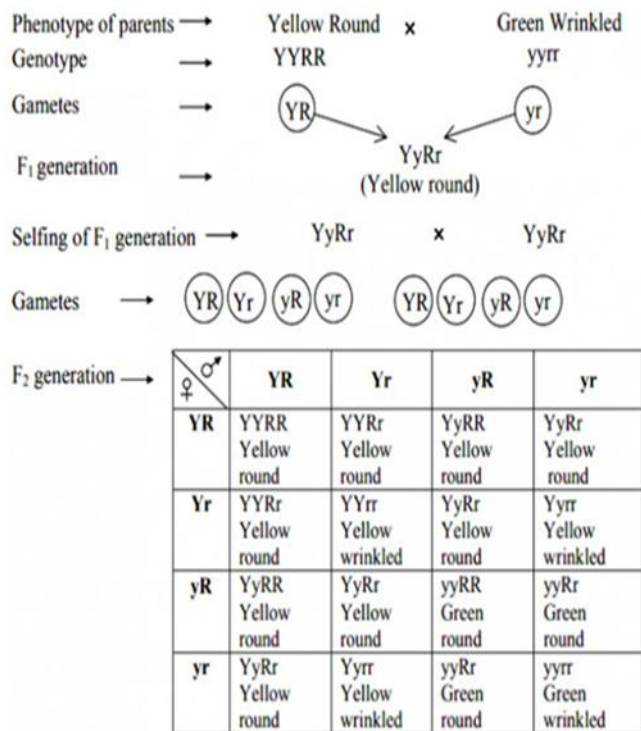 Phenotype of parents → Yellow Round × Green Wrinkled
Genotype → YYRR yyrr
Gametes → YR yr
F₁ generation → YyRr
(Yellow round)
Selfing of F₁ generation → YyRr × YyRr
Gametes → YR Yr yR yr YR Yr yR yr
F₂ generation → ♀ ♂ YR Yr yR yr
YR YYRR YYRr YyRR YyRr
Yellow Yellow Yellow Yellow
round round round round
Yr YYRr YYrr YyRr Yyrr
Yellow Yellow Yellow Yellow
round wrinkled round wrinkled
yR YyRR YyRr yyRR yyRr
Yellow Yellow Green Green
round round round round
yr YyRr Yyrr yyRr yyrr
Yellow Yellow Green Green
round wrinkled round wrinkled